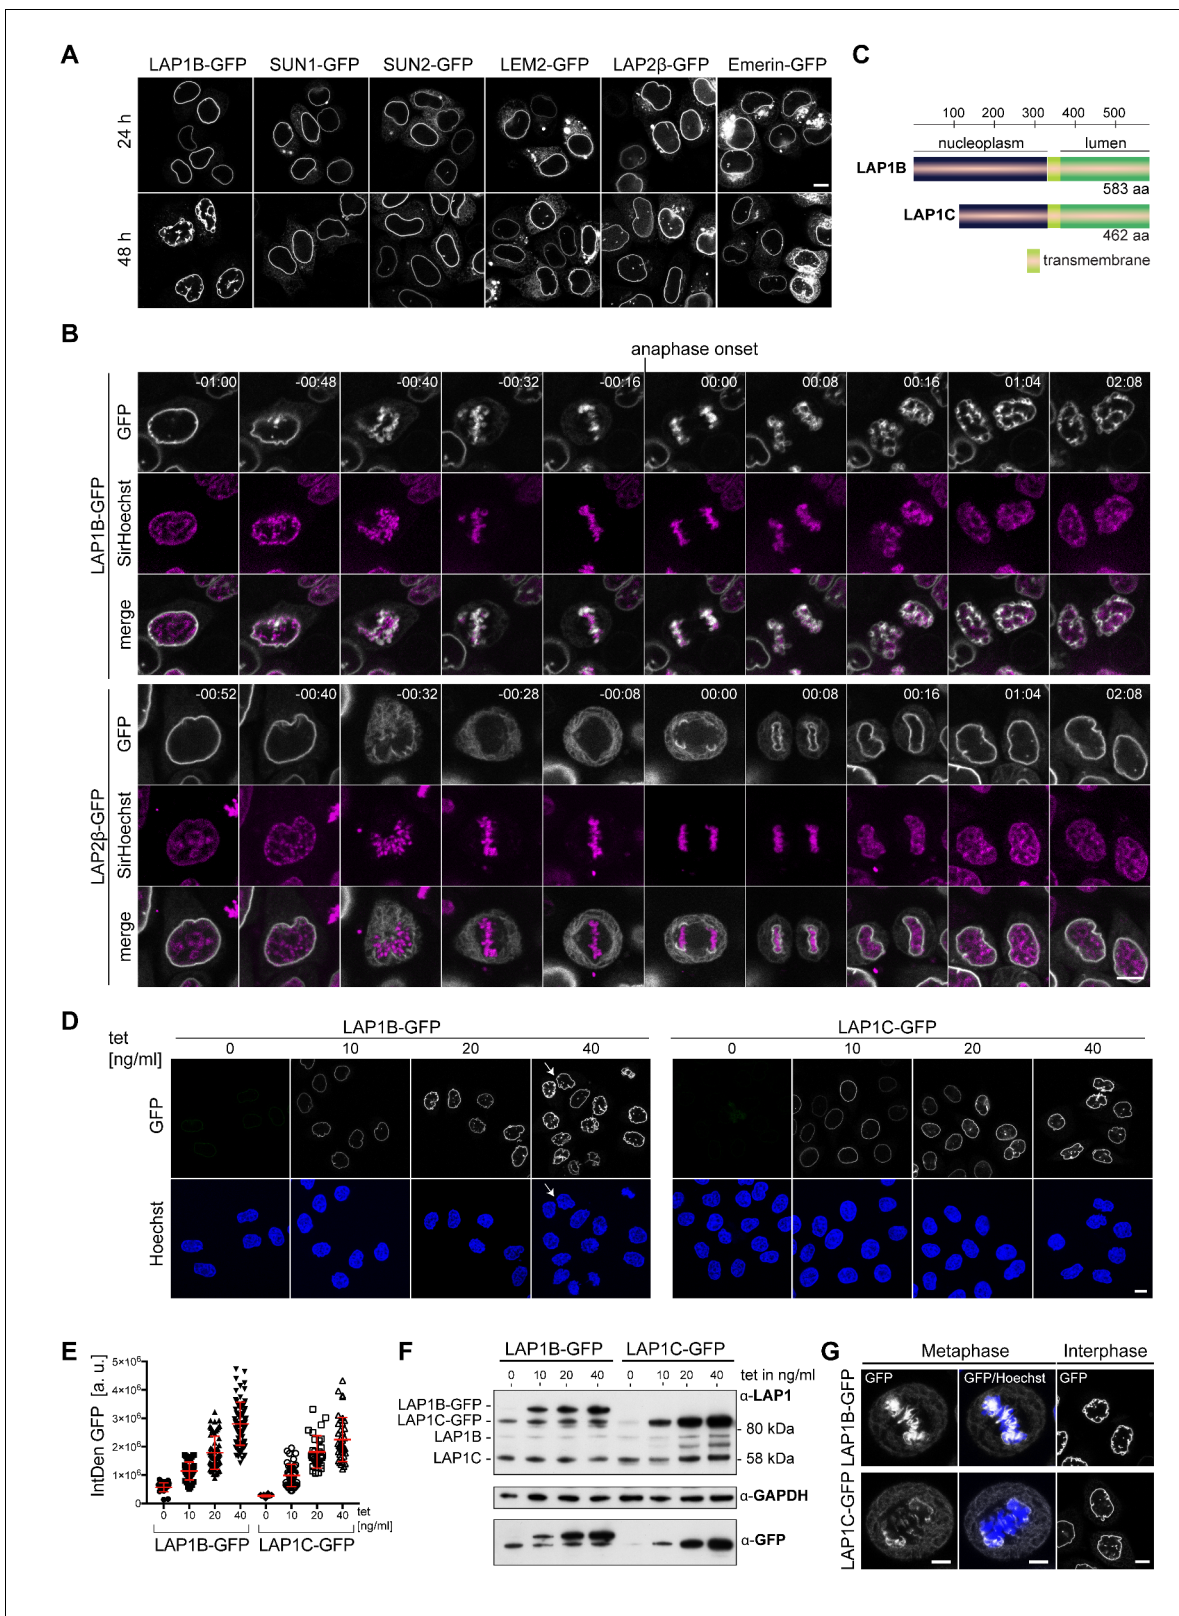 A
LAP1B-GFP SUN1-GFP SUN2-GFP LEM2-GFP LAP2β-GFP Emerin-GFP
24 h
48 h
C
100 200 300 400 500
nucleoplasm lumen
LAP1B
583 aa
LAP1C
462 aa
transmembrane
B
anaphase onset
LAP1B-GFP
GFP
-01:00 -00:48 -00:40 -00:32 -00:16 00:00 00:08 00:16 01:04 02:08
SirHoechst
merge
LAP2β-GFP
GFP
-00:52 -00:40 -00:32 -00:28 -00:08 00:00 00:08 00:16 01:04 02:08
SirHoechst
merge
D
LAP1B-GFP LAP1C-GFP
tet
[ng/ml]
0 10 20 40 0 10 20 40
GFP
Hoechst
E
IntDen GFP [a. u.]
5×10⁶
4×10⁶
3×10⁶
2×10⁶
1×10⁶
0
0 10 20 40 0 10 20 40 tet
[ng/ml]
LAP1B-GFP LAP1C-GFP
F
LAP1B-GFP LAP1C-GFP
0 10 20 40 0 10 20 40 tet in ng/ml
α-LAP1
LAP1B-GFP -
LAP1C-GFP -
- 80 kDa
LAP1B -
LAP1C -
- 58 kDa
α-GAPDH
α-GFP
G
Metaphase Interphase
LAP1B-GFP
GFP GFP/Hoechst GFP
LAP1C-GFP